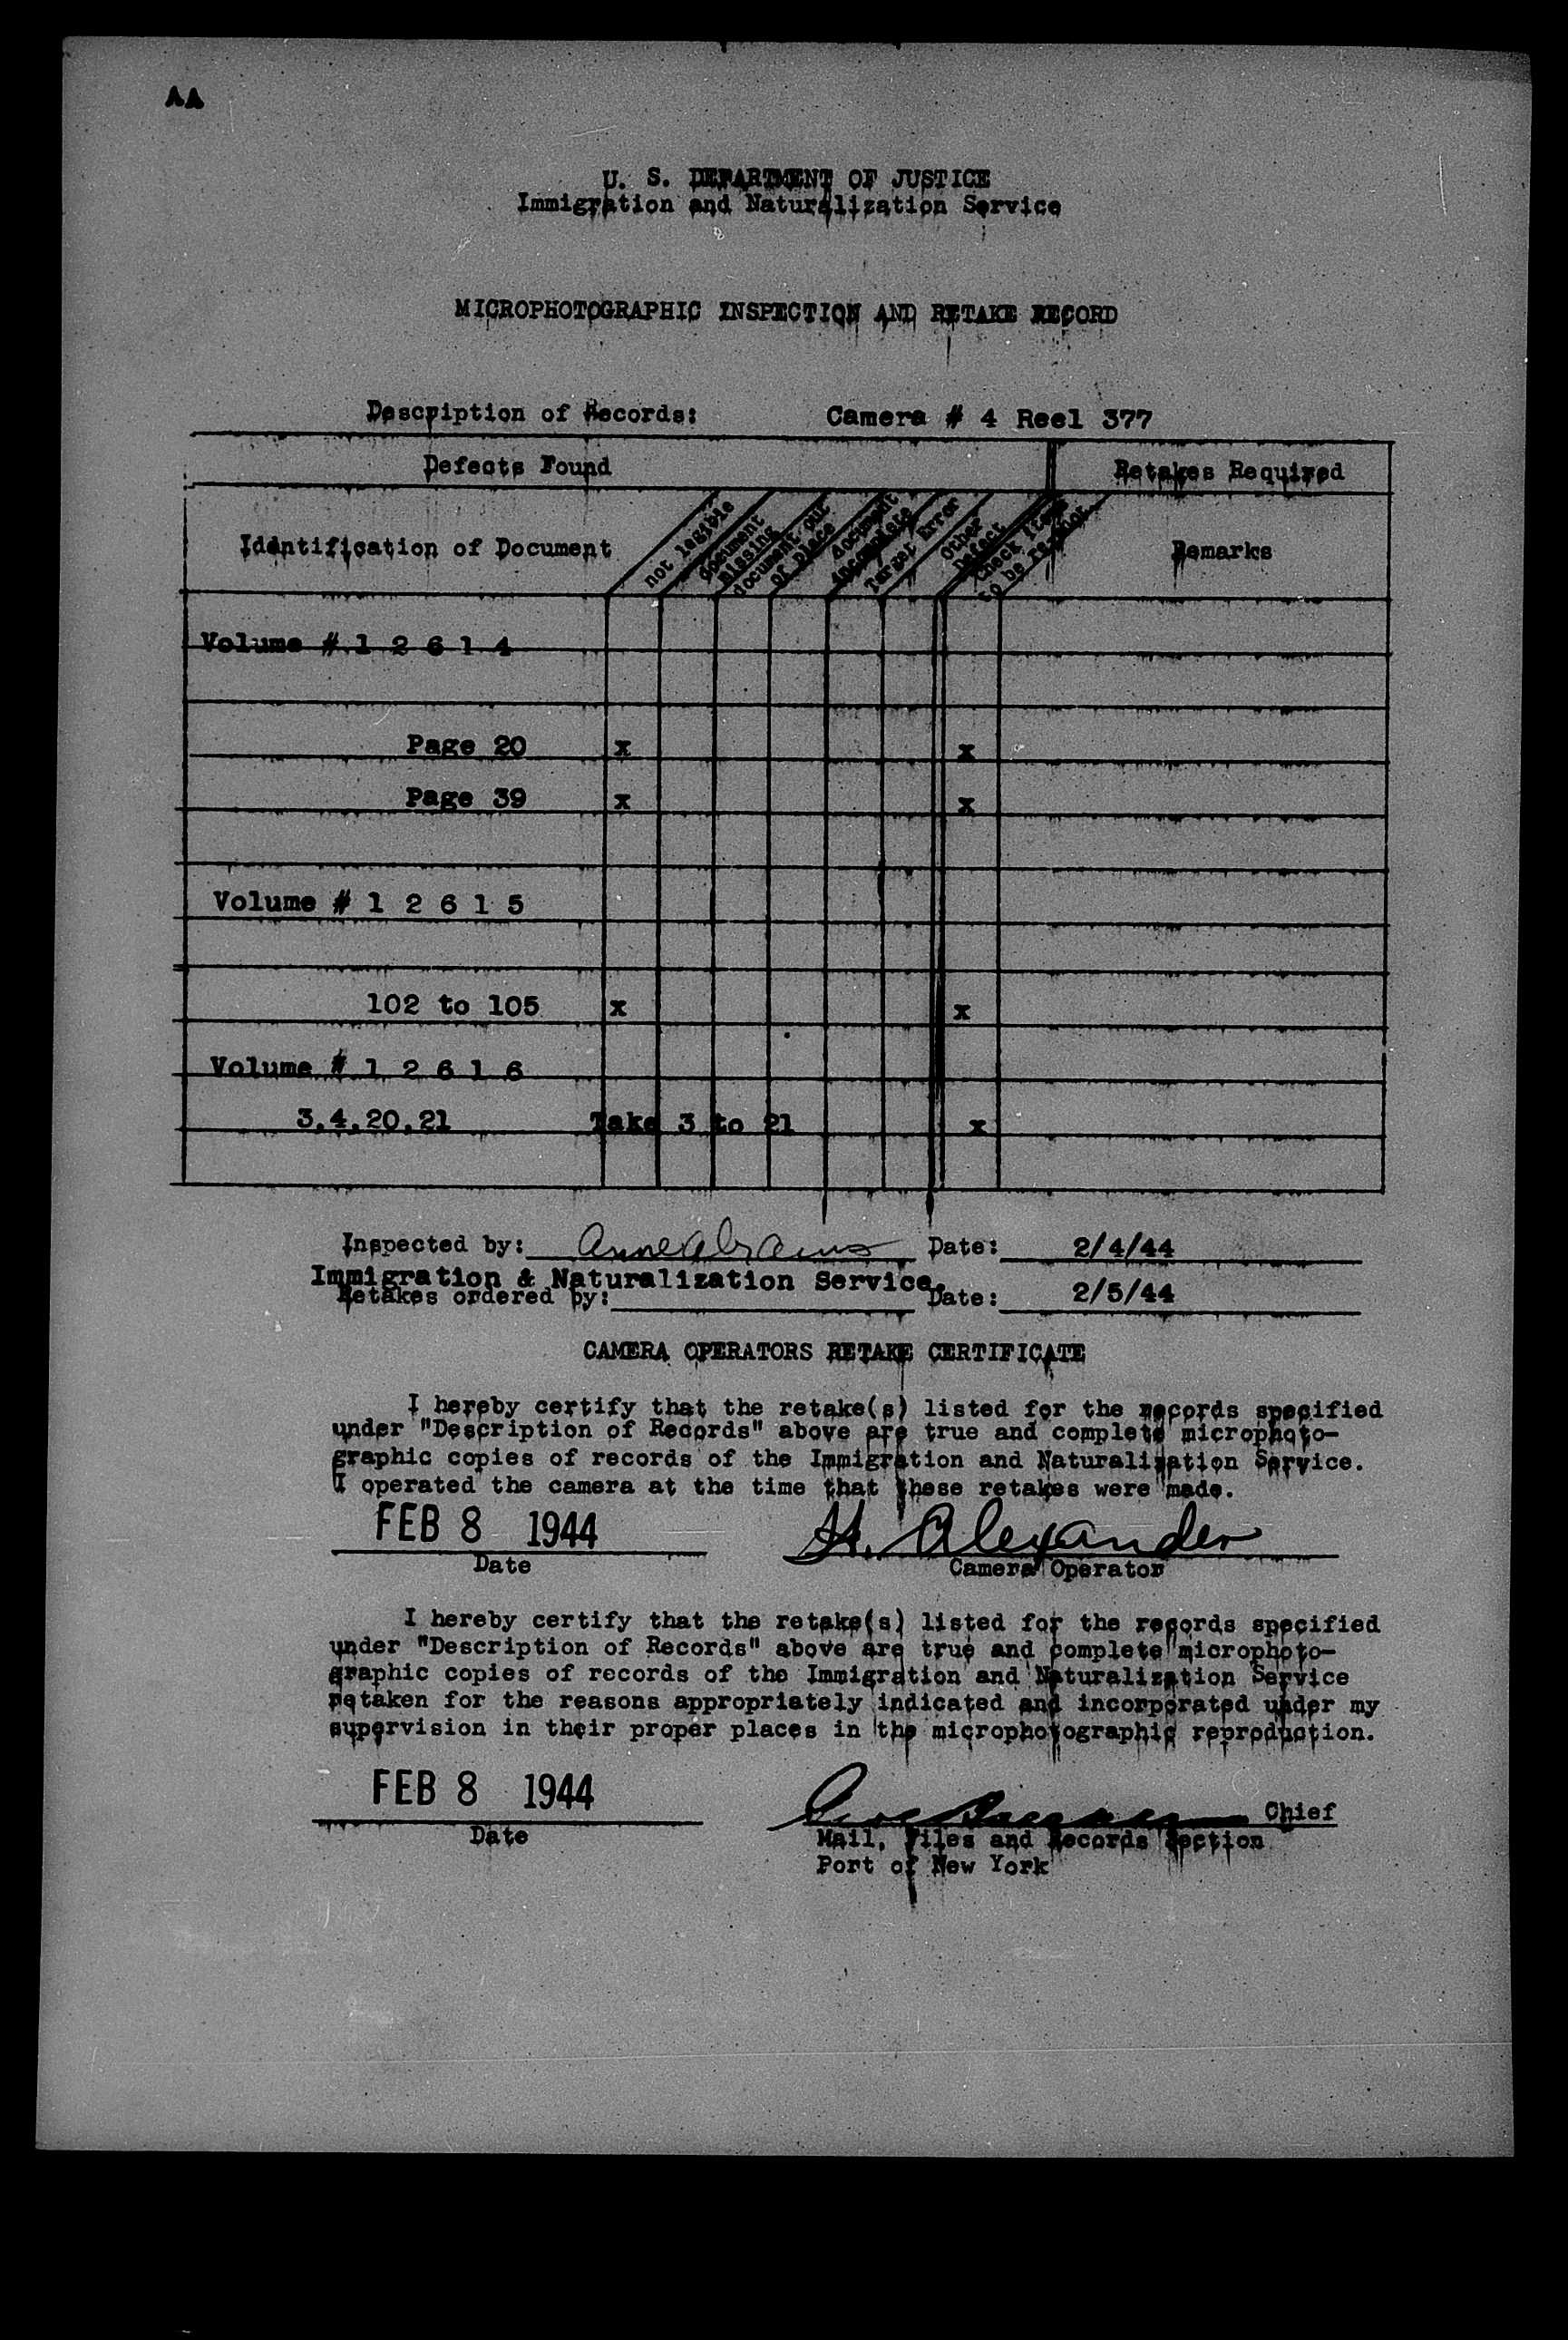 AA
U. S. DEPARTMENT OF JUSTICE
Immigration and Naturalization Service
MICROPHOTOGRAPHIC INSPECTION AND RETAKE RECORD
Description of Records: Camera # 4 Reel 377
Defects Found Retakes Required
Identification of Document not legible document missing document out of place document incomplete Target Error other Defect Check items to be Remarks
Volume # 1 2 6 1 4
Page 20 x x
Page 39 x x
Volume # 1 2 6 1 5
102 to 105 x x
Volume # 1 2 6 1 6
3,4,20,21 Take 3 to 21 x
Inspected by: Anne Abrams Date: 2/4/44
Immigration & Naturalization Service.
Retakes ordered by: Date: 2/5/44
CAMERA OPERATORS RETAKE CERTIFICATE
I hereby certify that the retake(s) listed for the records specified
under "Description of Records" above are true and complete microphoto-
graphic copies of records of the Immigration and Naturalization Service.
I operated the camera at the time that these retakes were made.
FEB 8 1944 H. Alexander
Date Camera Operator
I hereby certify that the retake(s) listed for the records specified
under "Description of Records" above are true and complete microphoto-
graphic copies of records of the Immigration and Naturalization Service
retaken for the reasons appropriately indicated and incorporated under my
supervision in their proper places in the microphotographic reproduction.
FEB 8 1944 Chief
Date Mail, Files and Records Section
Port of New York